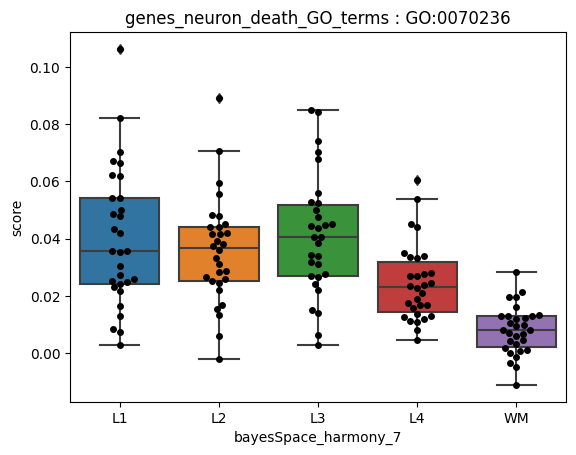 genes_neuron_death_GO_terms : GO:0070236
score
0.10
0.08
0.06
0.04
0.02
0.00
L1 L2 L3 L4 WM
bayesSpace_harmony_7